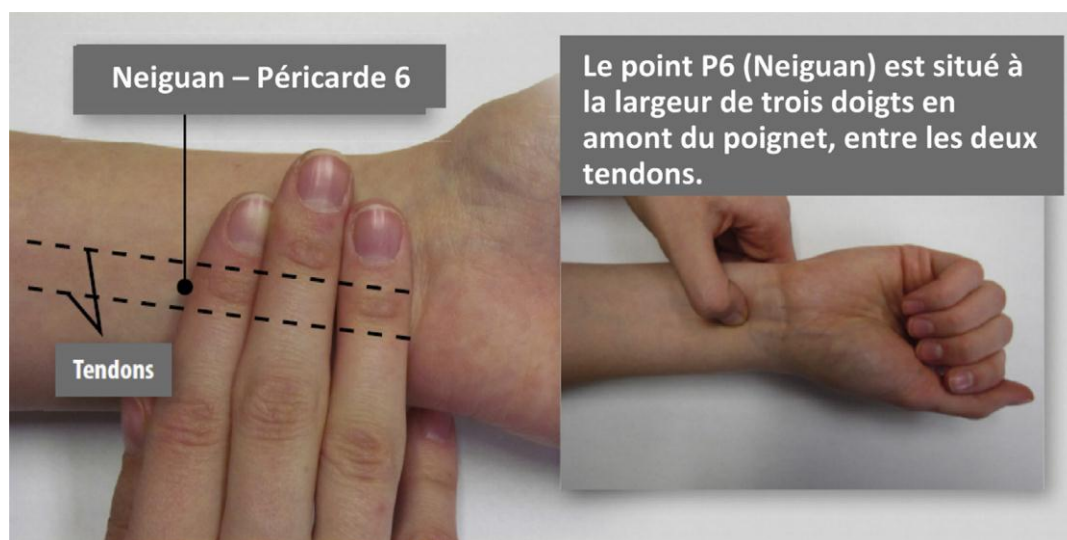 Neiguan – Péricarde 6
Le point P6 (Neiguan) est situé à
la largeur de trois doigts en
amont du poignet, entre les deux
tendons.
Tendons